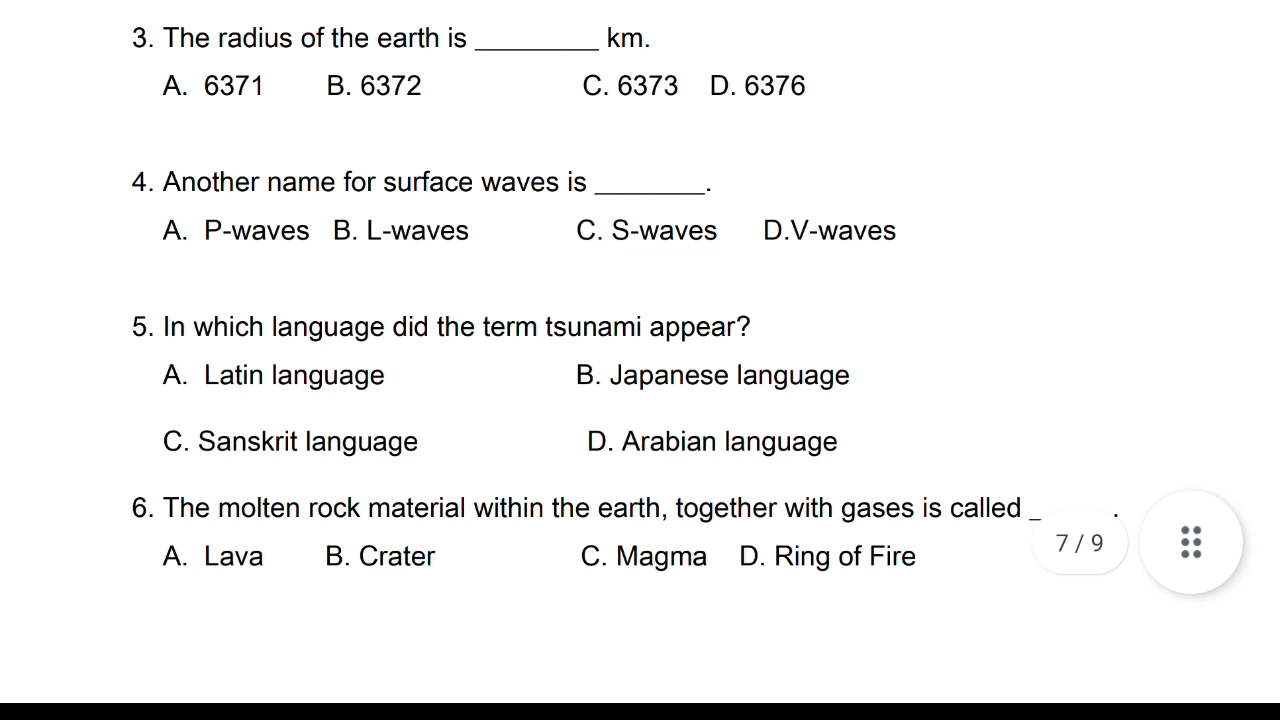 3. The radius of the earth is _________ km.
A. 6371 B. 6372 C. 6373 D. 6376
4. Another name for surface waves is ________.
A. P-waves B. L-waves C. S-waves D.V-waves
5. In which language did the term tsunami appear?
A. Latin language B. Japanese language
C. Sanskrit language D. Arabian language
6. The molten rock material within the earth, together with gases is called _ .
7 / 9
A. Lava B. Crater C. Magma D. Ring of Fire